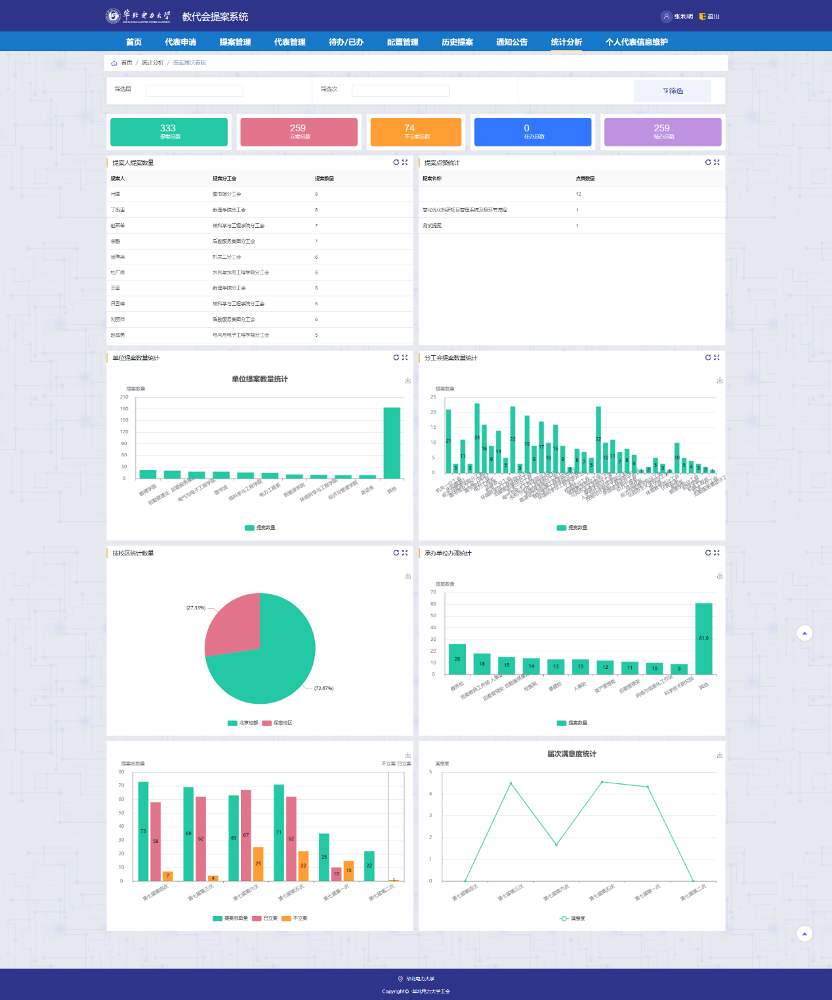 华北电力大学 教代会提案系统 张利明 退出
NORTH CHINA ELECTRIC POWER UNIVERSITY
首页 代表申请 提案管理 代表管理 待办/已办 配置管理 历史提案 通知公告 统计分析 个人代表信息维护
首页 / 统计分析 / 提案届次看板
筛选届 筛选次 筛选
333 259 74 0 259
提案总数 立案总数 不立案总数 在办总数 结办总数
提案人提案数量
提案人 提案分工会 提案数量
付国 图书馆分工会 8
丁迅雷 数理学院分工会 8
赵珥希 核科学与工程学院分工会 7
李鹏 后勤服务集团分工会 7
金海燕 机关二分工会 6
杜广微 水利与水电工程学院分工会 6
王雷 数理学院分工会 6
吕雪峰 核科学与工程学院分工会 6
刘丽萍 后勤服务集团分工会 6
赵成勇 电气与电子工程学院分工会 5
提案点赞统计
提案名称 点赞数量
12
简化优化科研项目管理系统及各环节流程 1
测试提案 1
单位提案数量统计
单位提案数量统计
提案数量
210
180
150
120
90
60
30
0
数理学院
后勤管理处 后勤服务集团
电气与电子工程学院
图书馆
核科学与工程学院
电力工程系
新能源学院
环境科学与工程学院
经济与管理学院
英语系
其他
提案数量
分工会提案数量统计
提案数量
25
20
15
10
5
0
21 3 11 3 23 16 9 14 5 22 3 19 9 17 10 16 9 2 8 7 5 22 10 11 7 8 6 1 2 5 3 1 10 5 4 3 2 1
提案数量
按校区统计数量
(27.33%)
(72.67%)
北京校部 保定校区
承办单位办理统计
提案数量
70
60
50
40
30
20
10
0
26 18 15 14 13 13 12 11 10 9 61.0
教务处
党委教师工作部 人事处
后勤管理处 后勤服务集团
校医院
基建处
人事处
资产管理处
后勤管理处
网络与信息化工作处
科学技术研究院
其他
提案数量
提案总数量 不立案 已立案
80
70
60
50
40
30
20
10
0
73 58 7 69 62 4 63 67 25 71 62 22 35 10 15 22 1
第七届第四次 第七届第三次 第七届第六次 第七届第五次 第七届第一次 第七届第二次
提案总数量 已立案 不立案
届次满意度统计
满意度
5
4
3
2
1
0
第七届第四次 第七届第三次 第七届第六次 第七届第五次 第七届第一次 第七届第二次
满意度
华北电力大学
Copyright© -华北电力大学工会